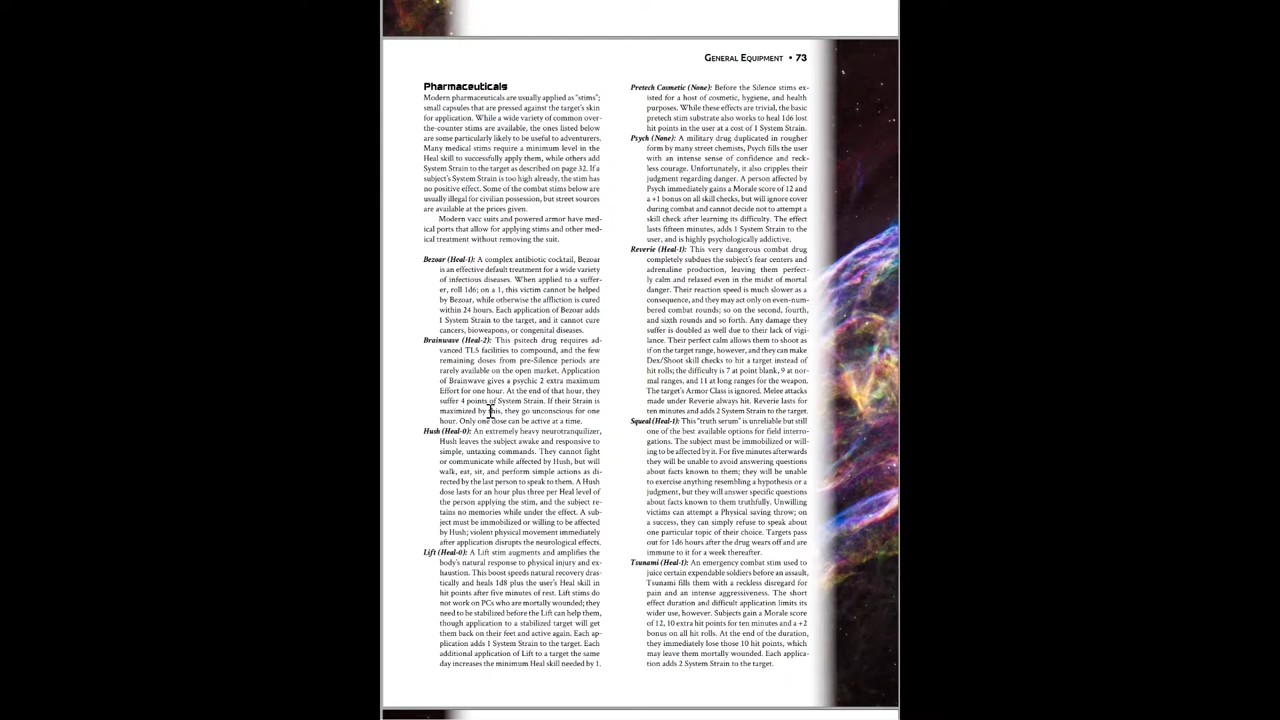 General Equipment • 73
Pharmaceuticals
Modern pharmaceuticals are usually applied as “stims”;
small capsules that are pressed against the target's skin
for application. While a wide variety of common over-
the-counter stims are available, the ones listed below
are some particularly likely to be useful to adventurers.
Many medical stims require a minimum level in the
Heal skill to successfully apply them, while others add
System Strain to the target as described on page 32. If a
subject's System Strain is too high already, the stim has
no positive effect. Some of the combat stims below are
usually illegal for civilian possession, but street sources
are available at the prices given.
Modern vacc suits and powered armor have med-
ical ports that allow for applying stims and other med-
ical treatment without removing the suit.
Bezoar (Heal-1): A complex antibiotic cocktail, Bezoar
is an effective default treatment for a wide variety
of infectious diseases. When applied to a suffer-
er, roll 1d6; on a 1, this victim cannot be helped
by Bezoar, while otherwise the affliction is cured
within 24 hours. Each application of Bezoar adds
1 System Strain to the target, and it cannot cure
cancers, bioweapons, or congenital diseases.
Brainwave (Heal-2): This psitech drug requires ad-
vanced TL5 facilities to compound, and the few
remaining doses from pre-Silence periods are
rarely available on the open market. Application
of Brainwave gives a psychic 2 extra maximum
Effort for one hour. At the end of that hour, they
suffer 4 points of System Strain. If their Strain is
maximized by this, they go unconscious for one
hour. Only one dose can be active at a time.
Hush (Heal-0): An extremely heavy neurotranquilizer,
Hush leaves the subject awake and responsive to
simple, untaxing commands. They cannot fight
or communicate while affected by Hush, but will
walk, eat, sit, and perform simple actions as di-
rected by the last person to speak to them. A Hush
dose lasts for an hour plus three per Heal level of
the person applying the stim, and the subject re-
tains no memories while under the effect. A sub-
ject must be immobilized or willing to be affected
by Hush; violent physical movement immediately
after application disrupts the neurological effects.
Lift (Heal-0): A Lift stim augments and amplifies the
body's natural response to physical injury and ex-
haustion. This boost speeds natural recovery dras-
tically and heals 1d8 plus the user's Heal skill in
hit points after five minutes of rest. Lift stims do
not work on PCs who are mortally wounded; they
need to be stabilized before the Lift can help them,
though application to a stabilized target will get
them back on their feet and active again. Each ap-
plication adds 1 System Strain to the target. Each
additional application of Lift to a target the same
day increases the minimum Heal skill needed by 1.
Pretech Cosmetic (None): Before the Silence stims ex-
isted for a host of cosmetic, hygiene, and health
purposes. While these effects are trivial, the basic
pretech stim substrate also works to heal 1d6 lost
hit points in the user at a cost of 1 System Strain.
Psych (None): A military drug duplicated in rougher
form by many street chemists, Psych fills the user
with an intense sense of confidence and reck-
less courage. Unfortunately, it also cripples their
judgment regarding danger. A person affected by
Psych immediately gains a Morale score of 12 and
a +1 bonus on all skill checks, but will ignore cover
during combat and cannot decide not to attempt a
skill check after learning its difficulty. The effect
lasts fifteen minutes, adds 1 System Strain to the
user, and is highly psychologically addictive.
Reverie (Heal-1): This very dangerous combat drug
completely subdues the subject's fear centers and
adrenaline production, leaving them perfect-
ly calm and relaxed even in the midst of mortal
danger. Their reaction speed is much slower as a
consequence, and they may act only on even-num-
bered combat rounds; so on the second, fourth,
and sixth rounds and so forth. Any damage they
suffer is doubled as well due to their lack of vigi-
lance. Their perfect calm allows them to shoot as
if on the target range, however, and they can make
Dex/Shoot skill checks to hit a target instead of
hit rolls; the difficulty is 7 at point blank, 9 at nor-
mal ranges, and 11 at long ranges for the weapon.
The target's Armor Class is ignored. Melee attacks
made under Reverie always hit. Reverie lasts for
ten minutes and adds 2 System Strain to the target.
Squeal (Heal-1): This “truth serum” is unreliable but still
one of the best available options for field interro-
gations. The subject must be immobilized or will-
ing to be affected by it. For five minutes afterwards
they will be unable to avoid answering questions
about facts known to them; they will be unable
to exercise anything resembling a hypothesis or a
judgment, but they will answer specific questions
about facts known to them truthfully. Unwilling
victims can attempt a Physical saving throw; on
a success, they can simply refuse to speak about
one particular topic of their choice. Targets pass
out for 1d6 hours after the drug wears off and are
immune to it for a week thereafter.
Tsunami (Heal-1): An emergency combat stim used to
juice certain expendable soldiers before an assault,
Tsunami fills them with a reckless disregard for
pain and an intense aggressiveness. The short
effect duration and difficult application limits its
wider use, however. Subjects gain a Morale score
of 12, 10 extra hit points for ten minutes and a +2
bonus on all hit rolls. At the end of the duration,
they immediately lose those 10 hit points, which
may leave them mortally wounded. Each applica-
tion adds 2 System Strain to the target.